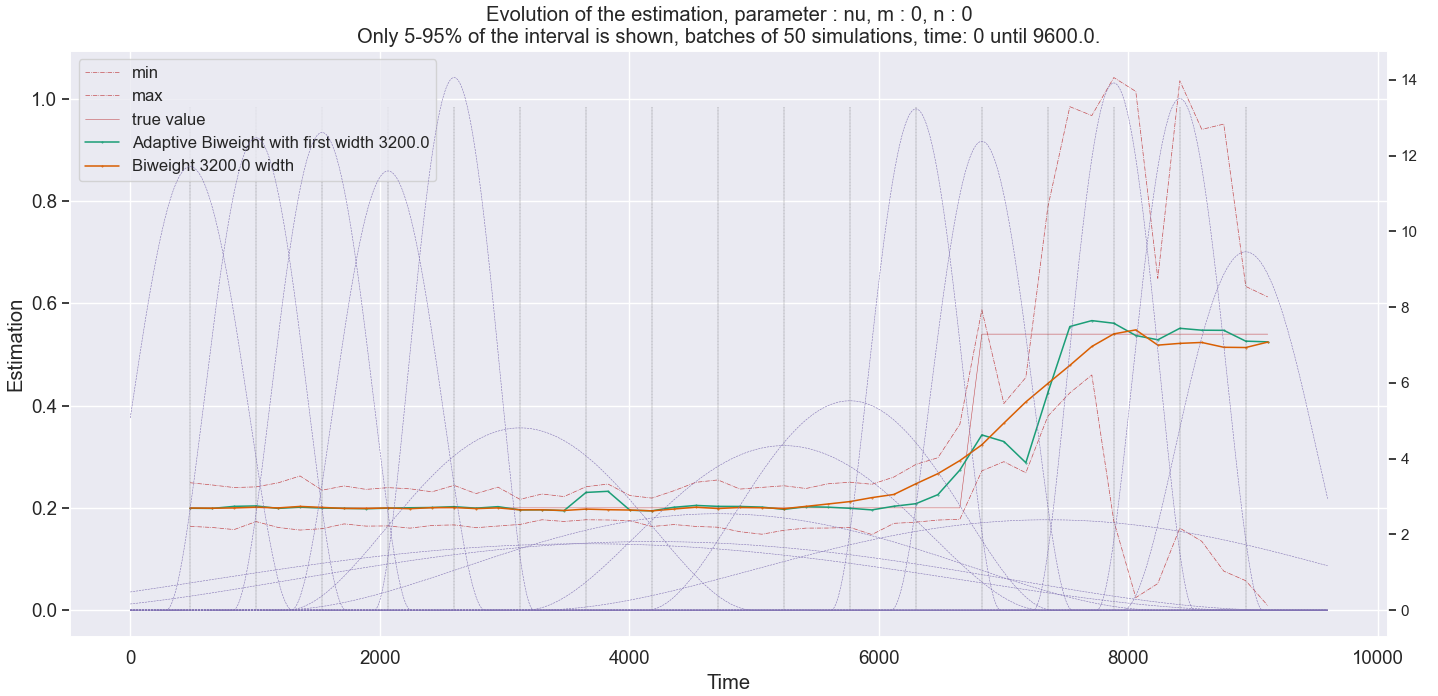 Evolution of the estimation, parameter : nu, m : 0, n : 0
Only 5-95% of the interval is shown, batches of 50 simulations, time: 0 until 9600.0.
min
max
true value
Adaptive Biweight with first width 3200.0
Biweight 3200.0 width
Estimation
1.0
0.8
0.6
0.4
0.2
0.0
14
12
10
8
6
4
2
0
0
2000
4000
6000
8000
10000
Time